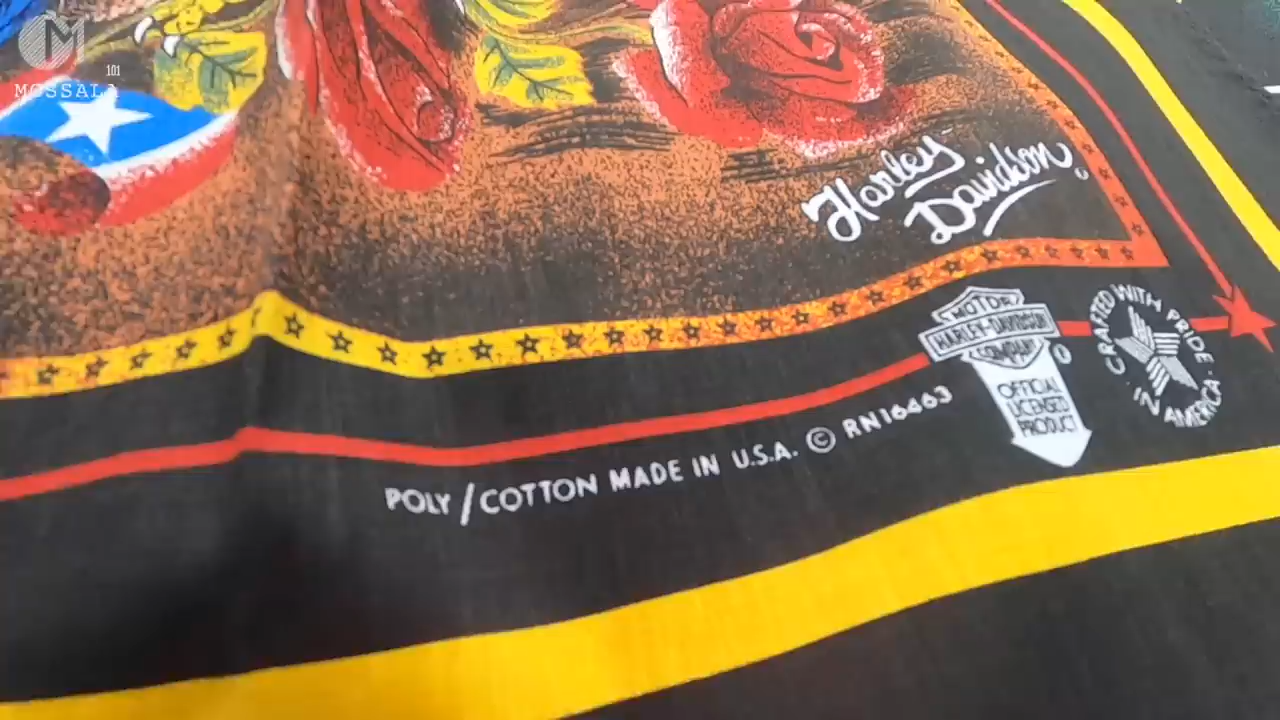 101
MOSSALA
Harley
Davidson
MOTOR
HARLEY-DAVIDSON
COMPANY
OFFICIAL
LICENSED
PRODUCT
CRAFTED WITH PRIDE
· IN AMERICA ·
POLY/COTTON MADE IN U.S.A. © RN16463